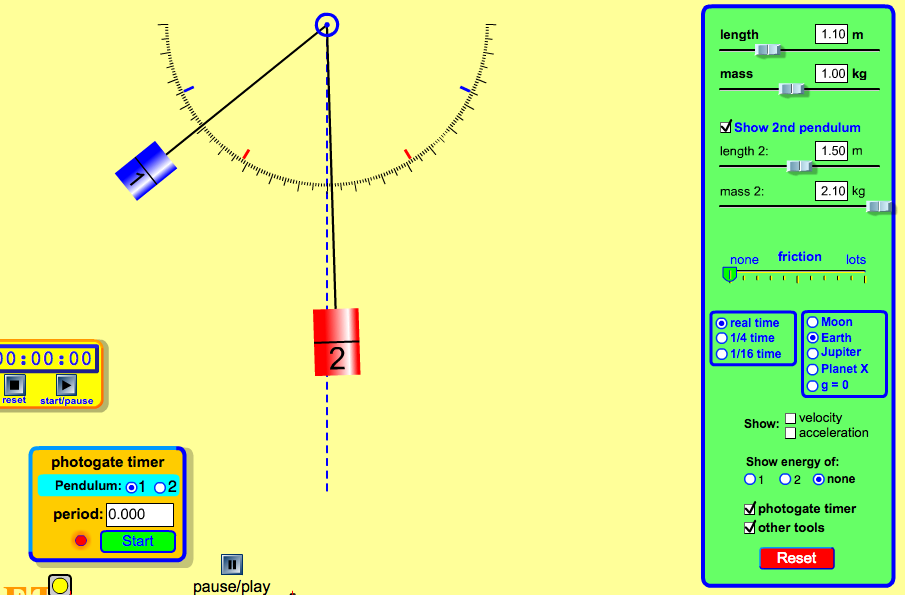 length 1.10 m
mass 1.00 kg
Show 2nd pendulum
length 2: 1.50 m
mass 2: 2.10 kg
none friction lots
real time
1/4 time
1/16 time
Moon
Earth
Jupiter
Planet X
g = 0
Show: velocity
acceleration
Show energy of:
1 2 none
photogate timer
other tools
Reset
1
2
00:00:00
reset start/pause
photogate timer
Pendulum: 1 2
period: 0.000
Start
pause/play